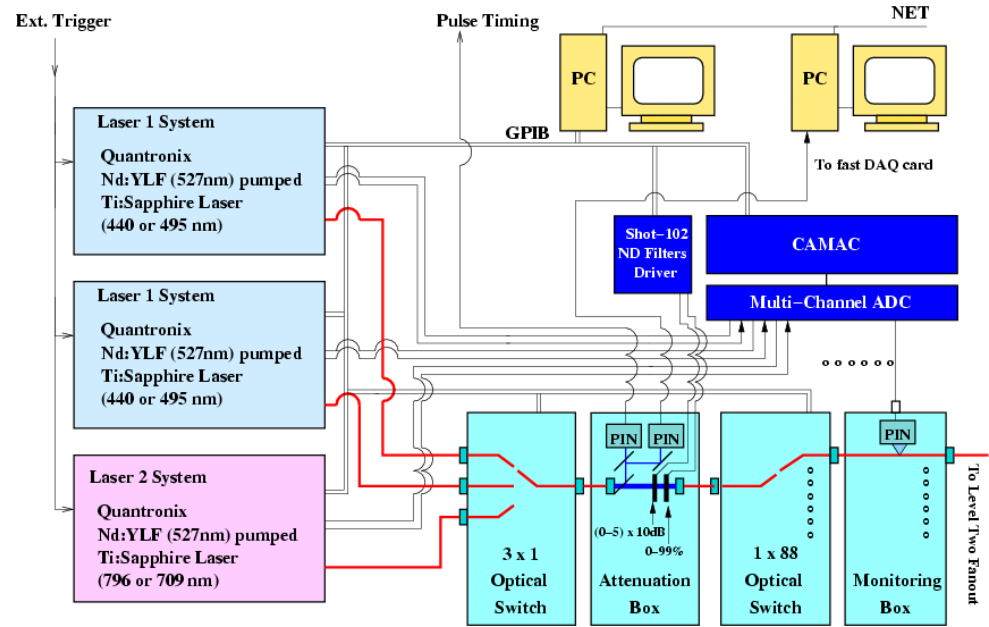 Ext. Trigger
Pulse Timing
NET
PC
PC
GPIB
To fast DAQ card
Laser 1 System
Quantronix
Nd:YLF (527nm) pumped
Ti:Sapphire Laser
(440 or 495 nm)
Shot-102
ND Filters
Driver
CAMAC
Multi-Channel ADC
Laser 1 System
Quantronix
Nd:YLF (527nm) pumped
Ti:Sapphire Laser
(440 or 495 nm)
Laser 2 System
Quantronix
Nd:YLF (527nm) pumped
Ti:Sapphire Laser
(796 or 709 nm)
PIN
PIN
PIN
(0-5) x 10dB
0-99%
3 x 1
Optical
Switch
Attenuation
Box
1 x 88
Optical
Switch
Monitoring
Box
To Level Two Fanout